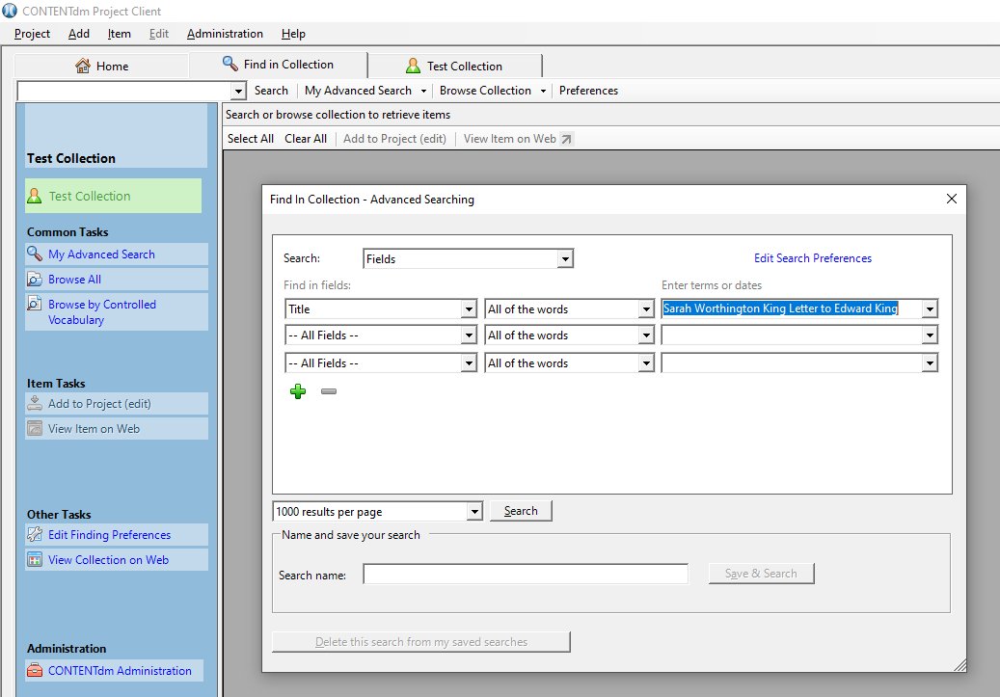 CONTENTdm Project Client
Project Add Item Edit Administration Help
Home Find in Collection Test Collection
Search My Advanced Search Browse Collection Preferences
Search or browse collection to retrieve items
Select All Clear All Add to Project (edit) View Item on Web
Test Collection
Test Collection
Common Tasks
My Advanced Search
Browse All
Browse by Controlled
Vocabulary
Item Tasks
Add to Project (edit)
View Item on Web
Other Tasks
Edit Finding Preferences
View Collection on Web
Administration
CONTENTdm Administration
Find In Collection - Advanced Searching
Search: Fields Edit Search Preferences
Find in fields: Enter terms or dates
Title All of the words Sarah Worthington King Letter to Edward King
-- All Fields -- All of the words
-- All Fields -- All of the words
1000 results per page Search
Name and save your search
Search name: Save & Search
Delete this search from my saved searches